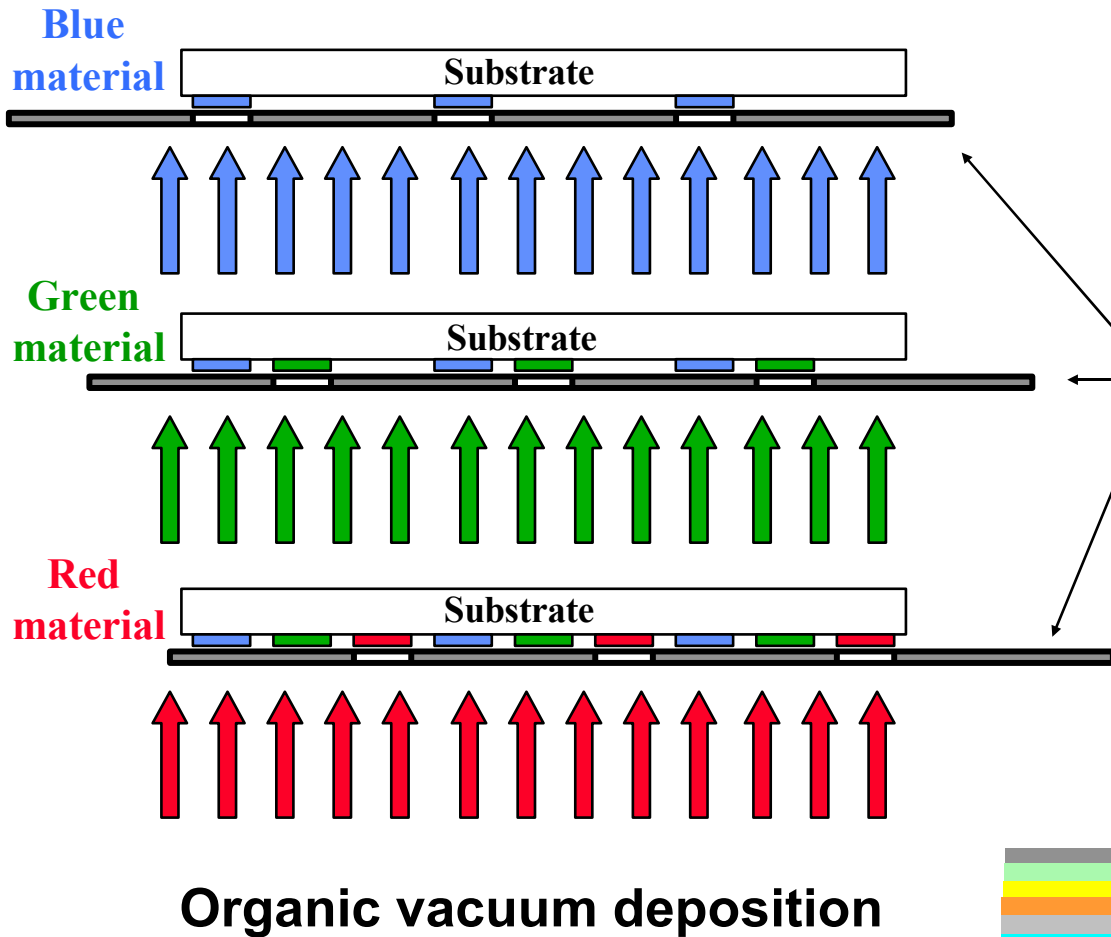 Blue
material
Substrate
Green
material
Substrate
Red
material
Substrate
Organic vacuum deposition